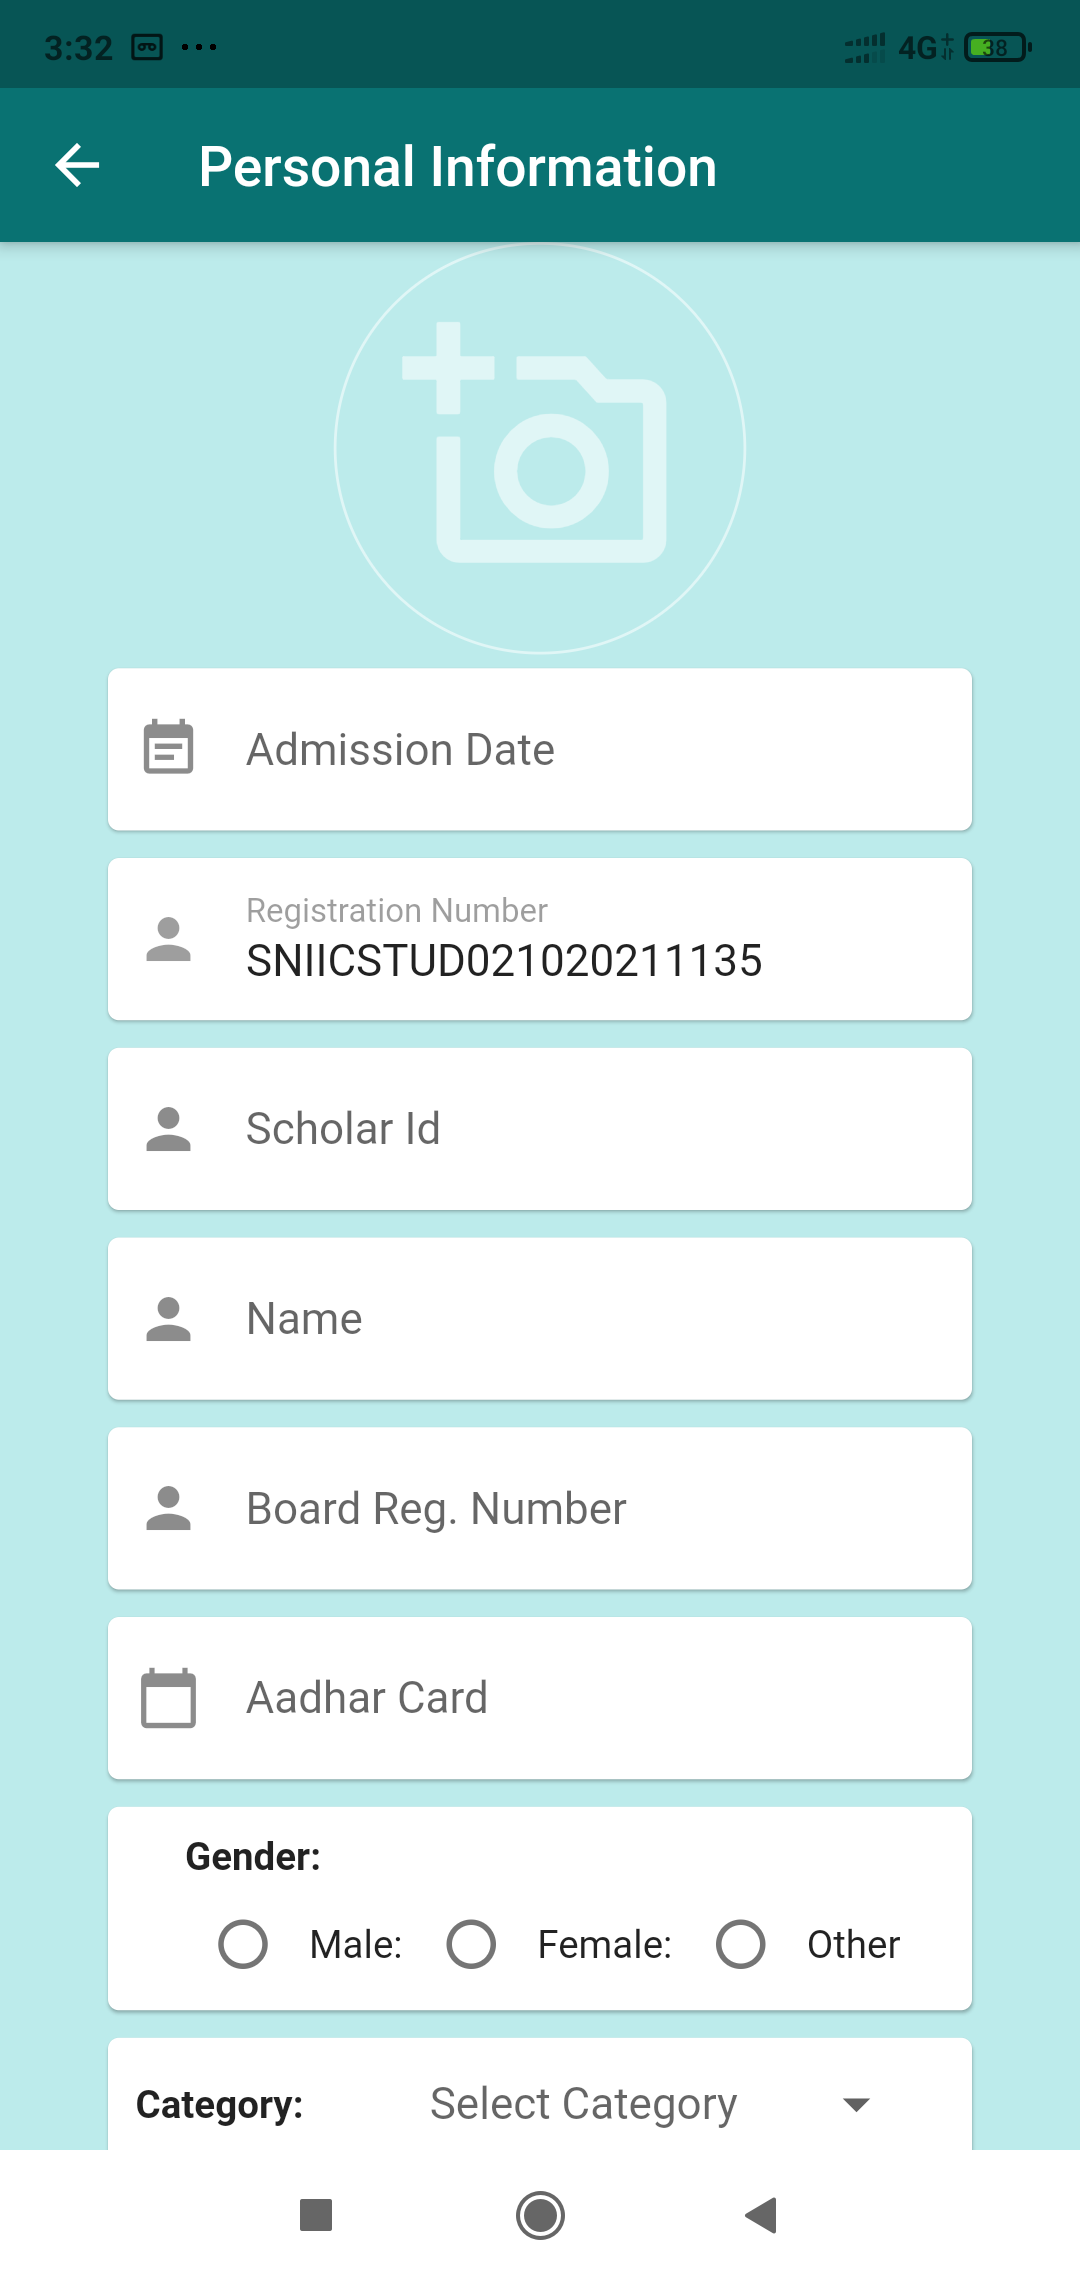 3:32 ... 4G 38
Personal Information
Admission Date
Registration Number
SNIICSTUD021020211135
Scholar Id
Name
Board Reg. Number
Aadhar Card
Gender:
Male: Female: Other
Category: Select Category